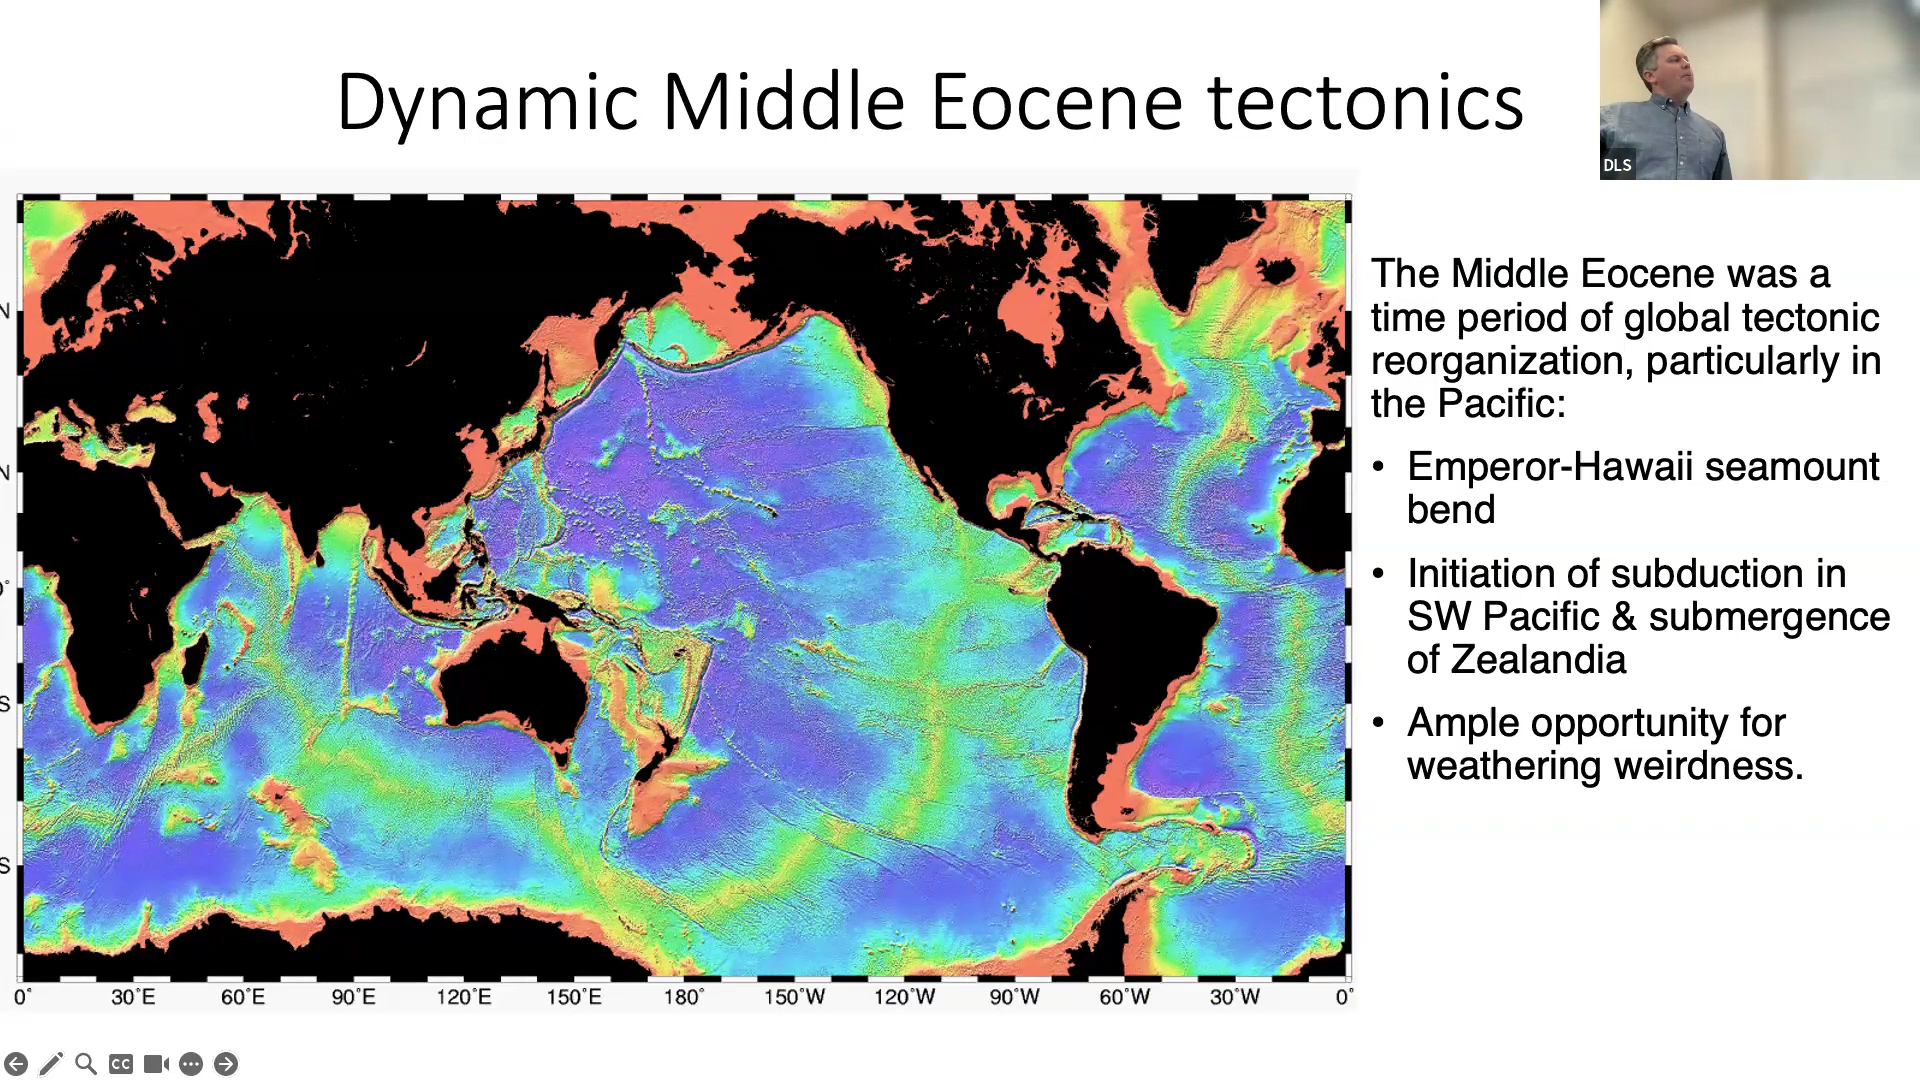 Dynamic Middle Eocene tectonics
DLS
The Middle Eocene was a
time period of global tectonic
reorganization, particularly in
the Pacific:
• Emperor-Hawaii seamount
bend
• Initiation of subduction in
SW Pacific & submergence
of Zealandia
• Ample opportunity for
weathering weirdness.
N
N
0°
S
S
0° 30°E 60°E 90°E 120°E 150°E 180° 150°W 120°W 90°W 60°W 30°W 0°
CC